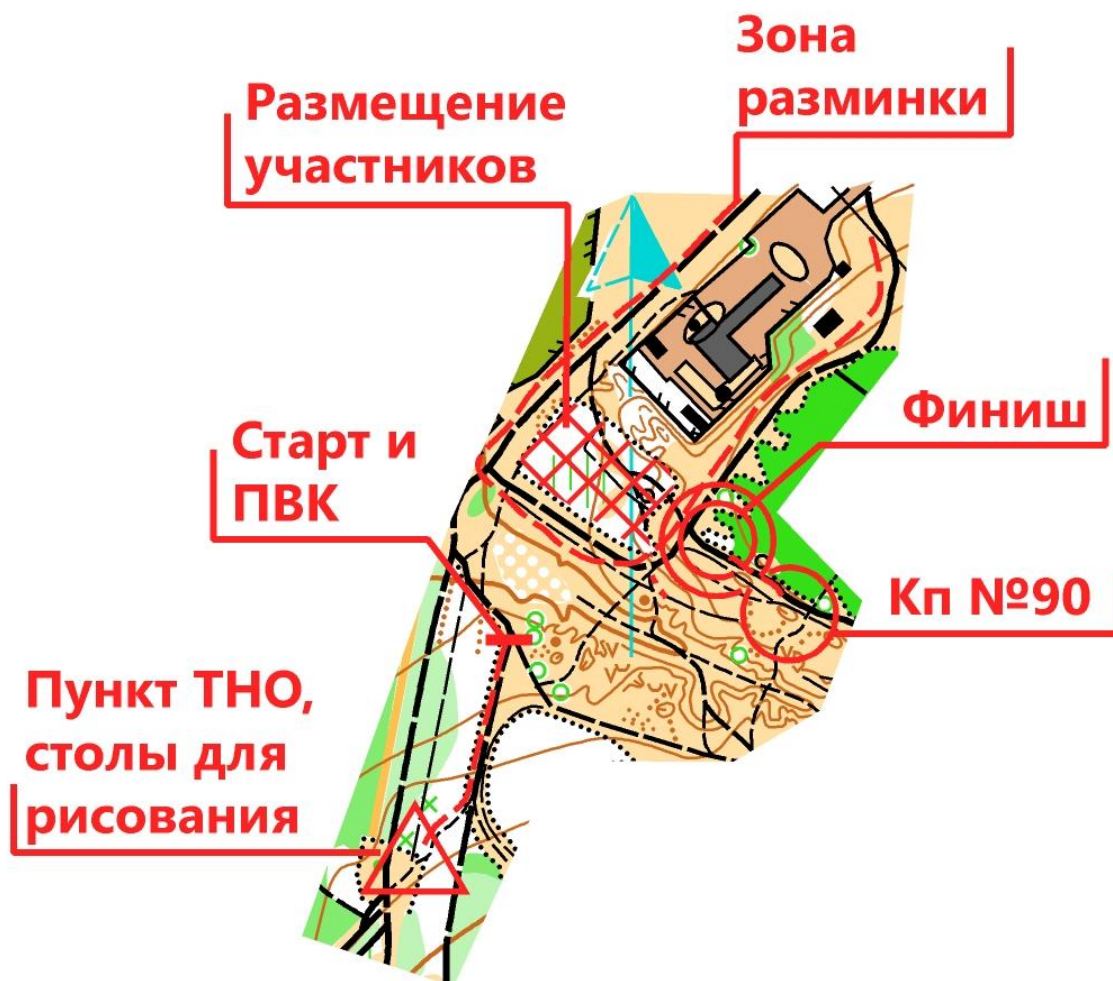 Зона
разминки
Размещение
участников
Финиш
Старт и
ПВК
Кп №90
Пункт ТНО,
столы для
рисования